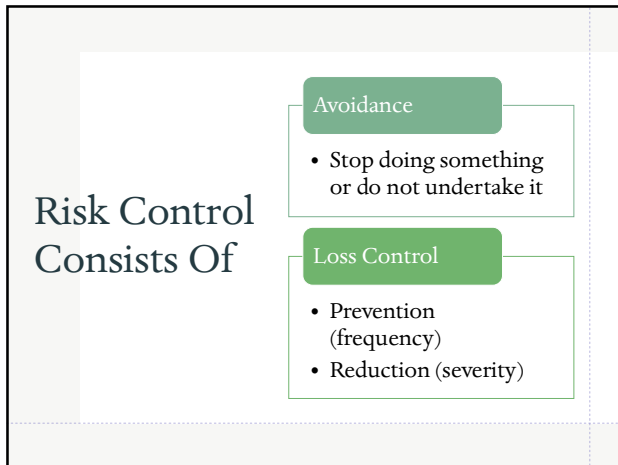 Risk Control
Consists Of
Avoidance
• Stop doing something
or do not undertake it
Loss Control
• Prevention
(frequency)
• Reduction (severity)